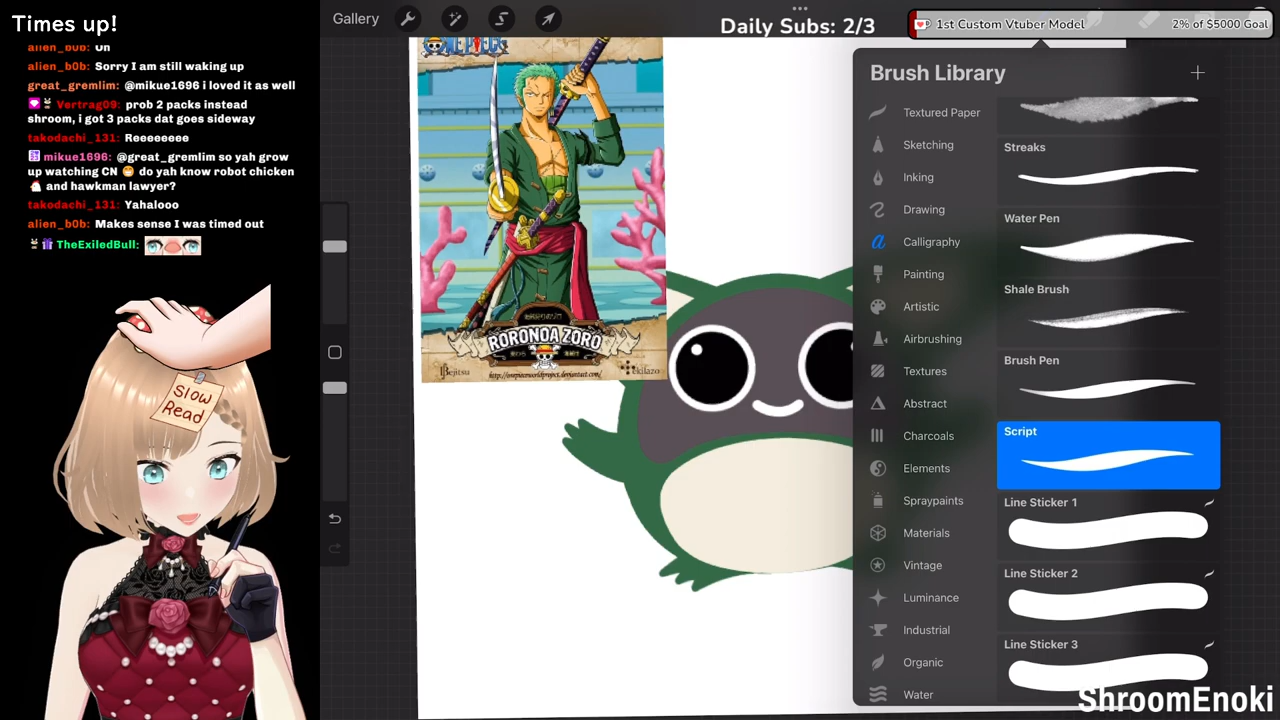 Times up!
alien_b0b: Uh
alien_b0b: Sorry I am still waking up
great_gremlim: @mikue1696 i loved it as well
Vertrag09: prob 2 packs instead
shroom, i got 3 packs dat goes sideway
takodachi_131: Reeeeeeee
mikue1696: @great_gremlim so yah grow
up watching CN 😁 do yah know robot chicken
🐔 and hawkman lawyer?
takodachi_131: Yahalooo
alien_b0b: Makes sense I was timed out
TheExiledBull:
Slow
Read
Gallery
Daily Subs: 2/3
1st Custom Vtuber Model
2% of $5000 Goal
ONE PIECE
RORONOA ZORO
Bejitsu
http://onepieceworldproject.deviantart.com/
ekilazo
Brush Library
Textured Paper
Sketching
Inking
Drawing
Calligraphy
Painting
Artistic
Airbrushing
Textures
Abstract
Charcoals
Elements
Spraypaints
Materials
Vintage
Luminance
Industrial
Organic
Water
Streaks
Water Pen
Shale Brush
Brush Pen
Script
Line Sticker 1
Line Sticker 2
Line Sticker 3
ShroomEnoki